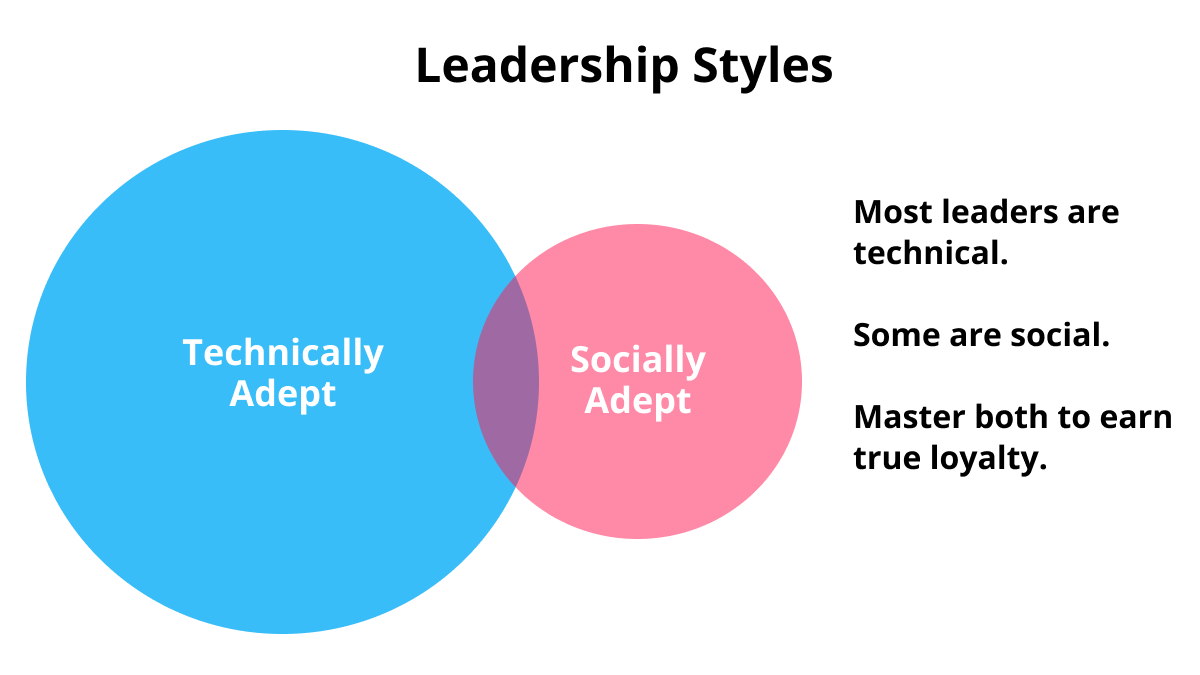 Leadership Styles
Technically
Adept
Socially
Adept
Most leaders are
technical.
Some are social.
Master both to earn
true loyalty.